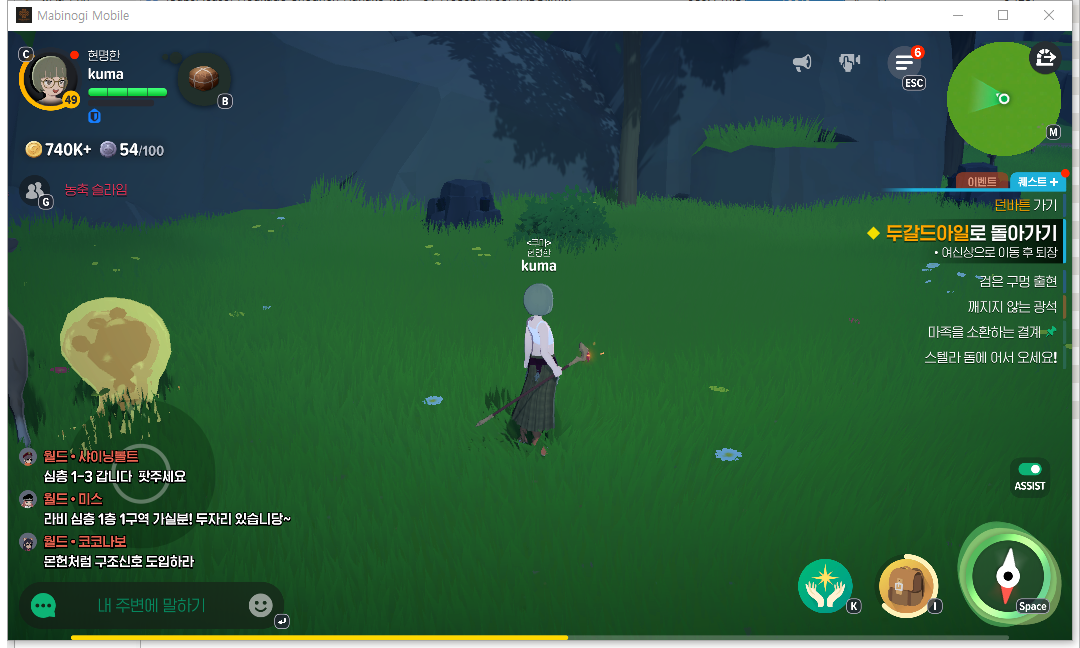 Mabinogi Mobile
C
현명한
kuma
49
B
740K+
54/100
G
농축 슬라임
6
ESC
M
이벤트
퀘스트 +
던바튼 가기
두갈드아일로 돌아가기
• 여신상으로 이동 후 퇴장
검은 구멍 출현
깨지지 않는 광석
마족을 소환하는 결계
스텔라 돔에 어서 오세요!
현명한
kuma
월드 • 샤이닝볼트
심층 1-3 갑니다 팟주세요
월드 • 미스
라비 심층 1층 1구역 가실분! 두자리 있습니당~
월드 • 코코나보
몬헌처럼 구조신호 도입하라
내 주변에 말하기
ASSIST
K
I
Space